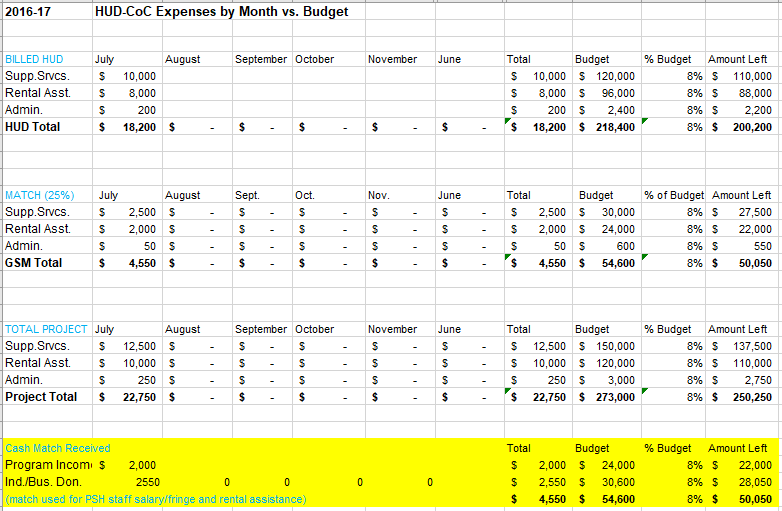 2016-17 HUD-CoC Expenses by Month vs. Budget
BILLED HUD July August September October November June Total Budget % Budget Amount Left
Supp.Srvcs. $ 10,000 $ 10,000 $ 120,000 8% $ 110,000
Rental Asst. $ 8,000 $ 8,000 $ 96,000 8% $ 88,000
Admin. $ 200 $ 200 $ 2,400 8% $ 2,200
HUD Total $ 18,200 $ - $ - $ - $ - $ - $ 18,200 $ 218,400 8% $ 200,200
MATCH (25%) July August Sept. Oct. Nov. June Total Budget % of Budget Amount Left
Supp.Srvcs. $ 2,500 $ - $ - $ - $ - $ - $ 2,500 $ 30,000 8% $ 27,500
Rental Asst. $ 2,000 $ - $ - $ - $ - $ - $ 2,000 $ 24,000 8% $ 22,000
Admin. $ 50 $ - $ - $ - $ - $ - $ 50 $ 600 8% $ 550
GSM Total $ 4,550 $ - $ - $ - $ - $ - $ 4,550 $ 54,600 8% $ 50,050
TOTAL PROJECT July August September October November June Total Budget % Budget Amount Left
Supp.Srvcs. $ 12,500 $ - $ - $ - $ - $ - $ 12,500 $ 150,000 8% $ 137,500
Rental Asst. $ 10,000 $ - $ - $ - $ - $ - $ 10,000 $ 120,000 8% $ 110,000
Admin. $ 250 $ - $ - $ - $ - $ - $ 250 $ 3,000 8% $ 2,750
Project Total $ 22,750 $ - $ - $ - $ - $ - $ 22,750 $ 273,000 8% $ 250,250
Cash Match Received Total Budget % Budget Amount Left
Program Incom $ 2,000 $ 2,000 $ 24,000 8% $ 22,000
Ind./Bus. Don. 2550 0 0 0 0 $ 2,550 $ 30,600 8% $ 28,050
(match used for PSH staff salary/fringe and rental assistance) $ 4,550 $ 54,600 8% $ 50,050